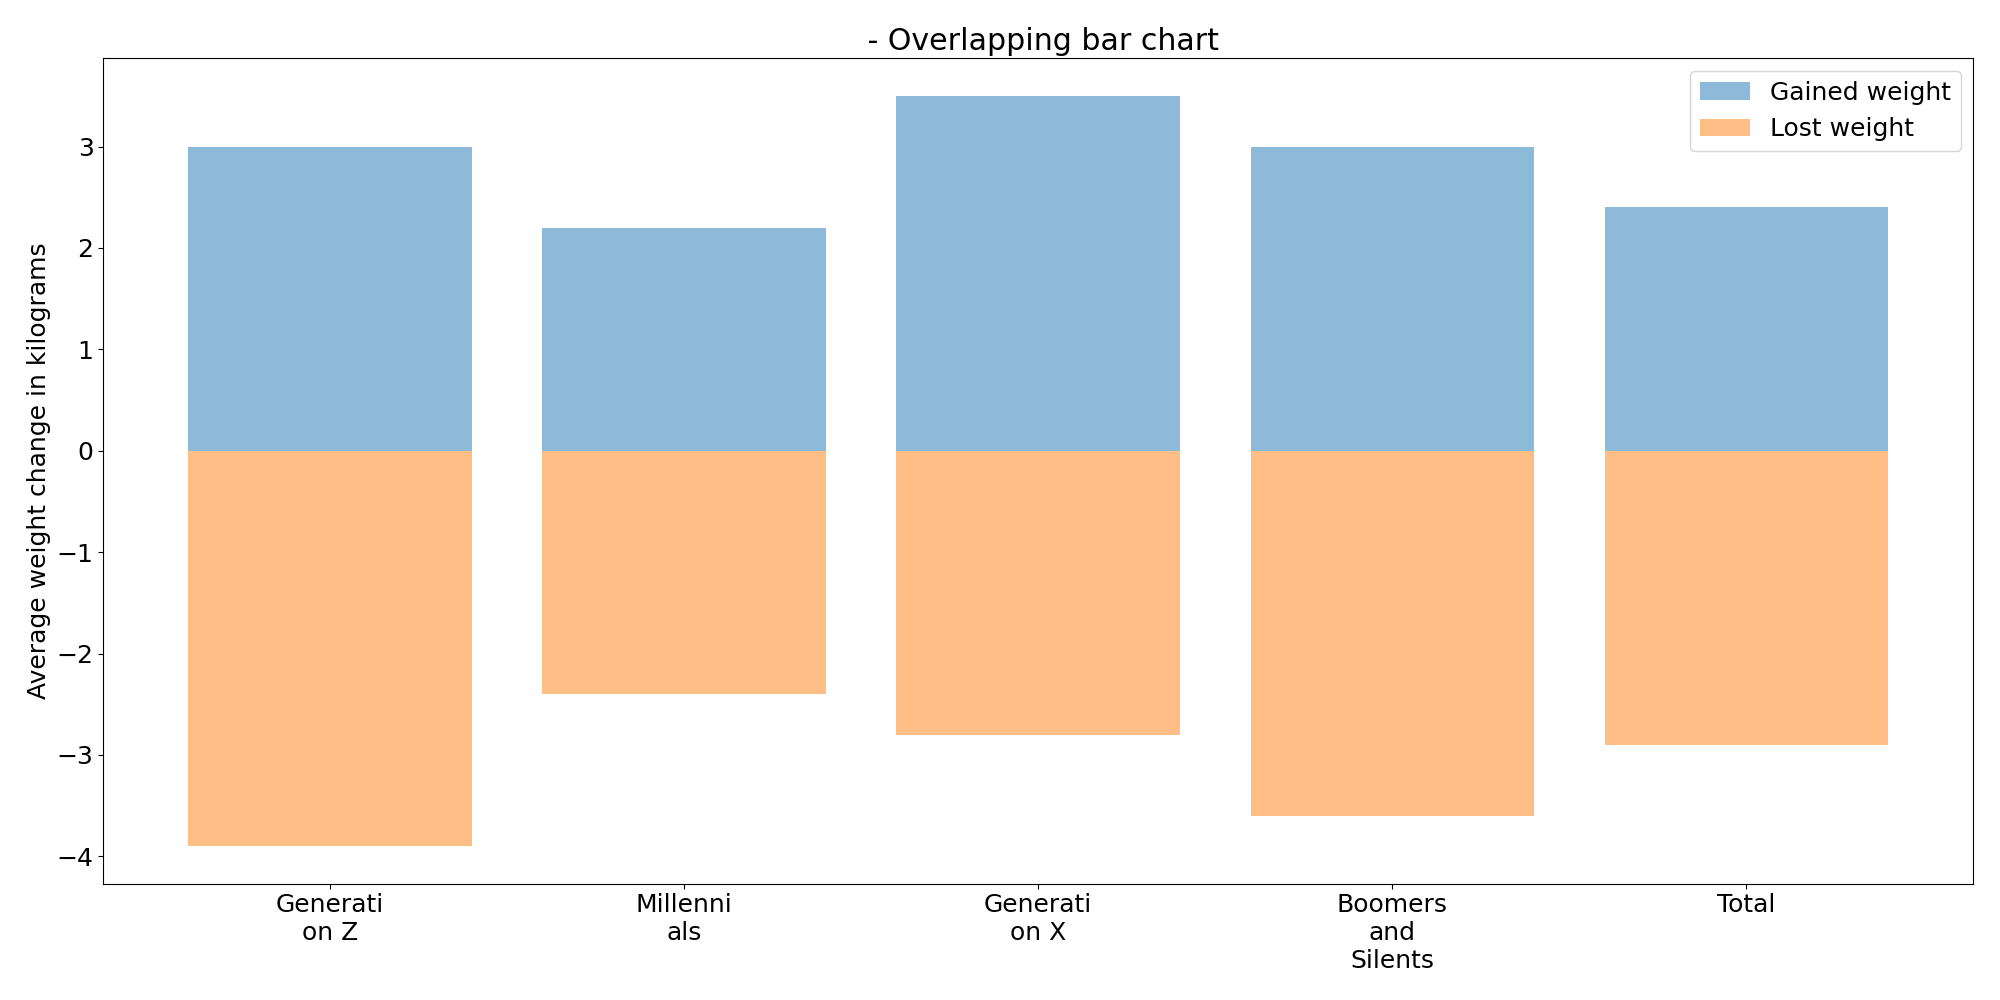 - Overlapping bar chart
Gained weight
Lost weight
Average weight change in kilograms
3
2
1
0
−1
−2
−3
−4
Generati
on Z
Millenni
als
Generati
on X
Boomers
and
Silents
Total